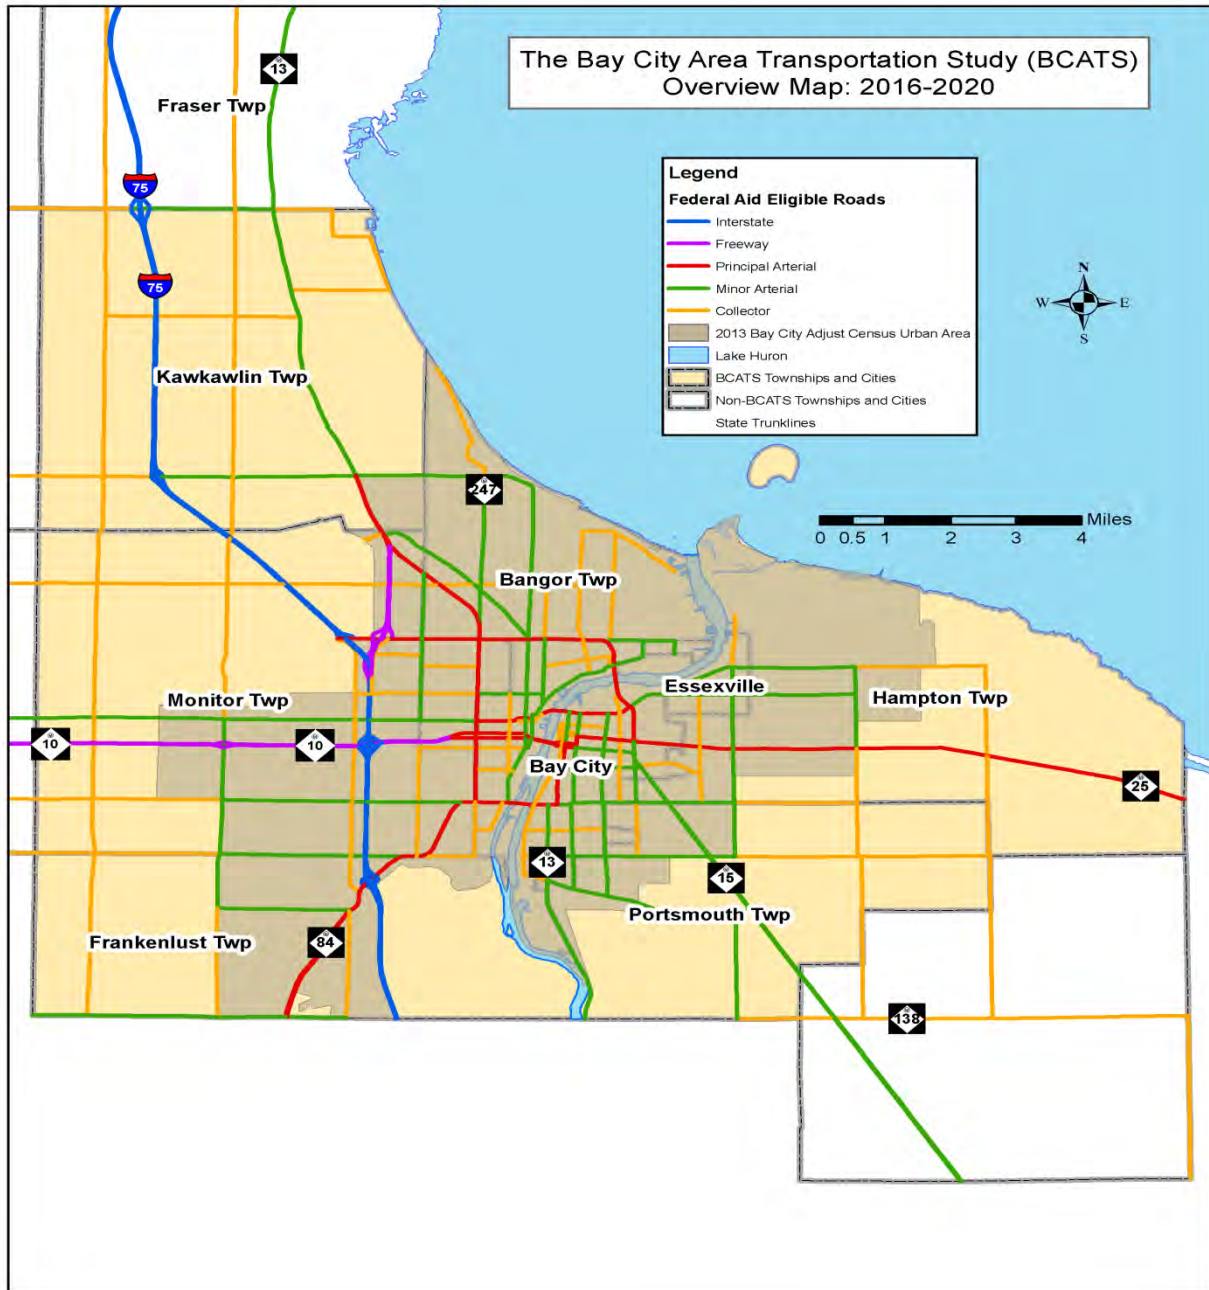 The Bay City Area Transportation Study (BCATS)
Overview Map: 2016-2020
13
Fraser Twp
Legend
Federal Aid Eligible Roads
75
Interstate
Freeway
Principal Arterial
75
Minor Arterial
Collector
2013 Bay City Adjust Census Urban Area
Lake Huron
BCATS Townships and Cities
Non-BCATS Townships and Cities
State Trunklines
N
W
E
S
Kawkawlin Twp
247
Miles
0 0.5 1 2 3 4
Bangor Twp
Essexville
Monitor Twp
Hampton Twp
10
10
Bay City
25
13
15
Portsmouth Twp
Frankenlust Twp
84
138